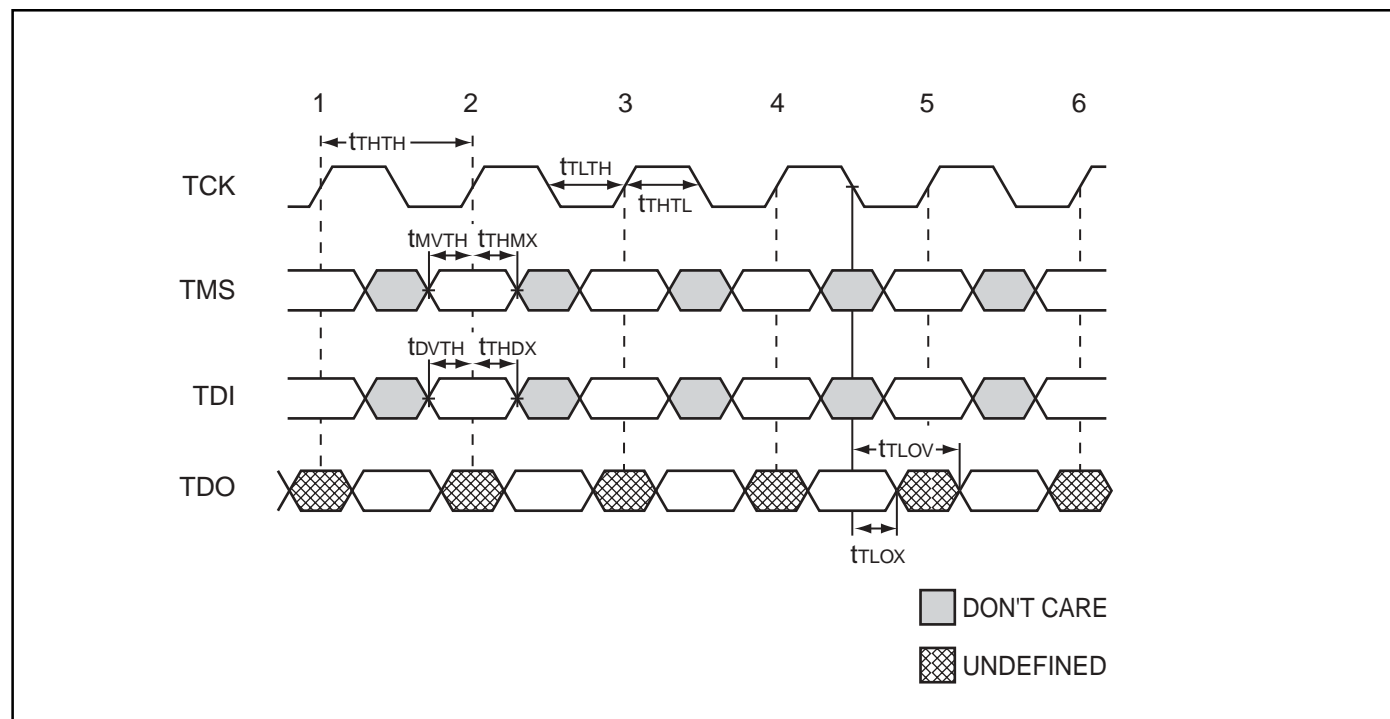 1 2 3 4 5 6
tTHTH
tTLTH
TCK
tTHTL
tMVTH tTHMX
TMS
tDVTH tTHDX
TDI
tTLOV
TDO
tTLOX
DON'T CARE
UNDEFINED